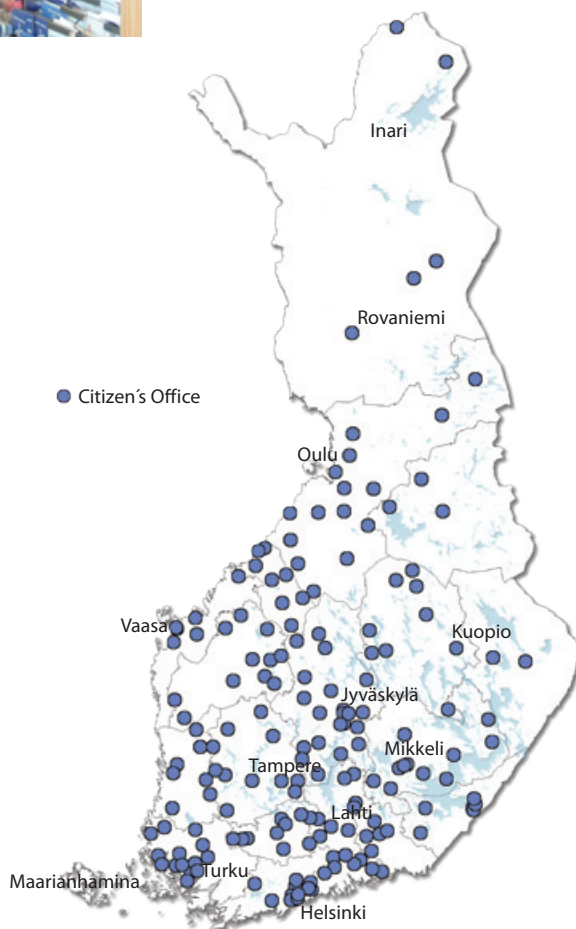 Inari
Rovaniemi
Citizen´s Office
Oulu
Vaasa
Kuopio
Jyväskylä
Mikkeli
Tampere
Lahti
Turku
Maarianhamina
Helsinki